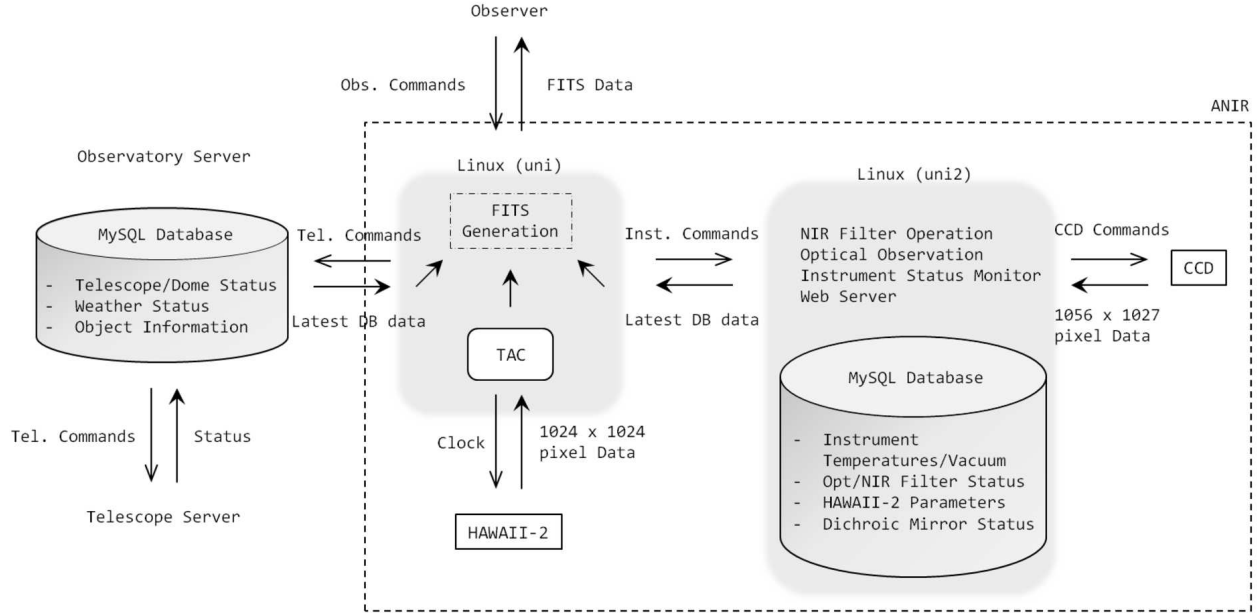 Observer
Obs. Commands
FITS Data
ANIR
Observatory Server
MySQL Database
- Telescope/Dome Status
- Weather Status
- Object Information
Tel. Commands
Latest DB data
Tel. Commands
Status
Telescope Server
Linux (uni)
FITS
Generation
TAC
Clock
1024 x 1024
pixel Data
HAWAII-2
Inst. Commands
Latest DB data
Linux (uni2)
NIR Filter Operation
Optical Observation
Instrument Status Monitor
Web Server
MySQL Database
- Instrument
Temperatures/Vacuum
- Opt/NIR Filter Status
- HAWAII-2 Parameters
- Dichroic Mirror Status
CCD Commands
CCD
1056 x 1027
pixel Data